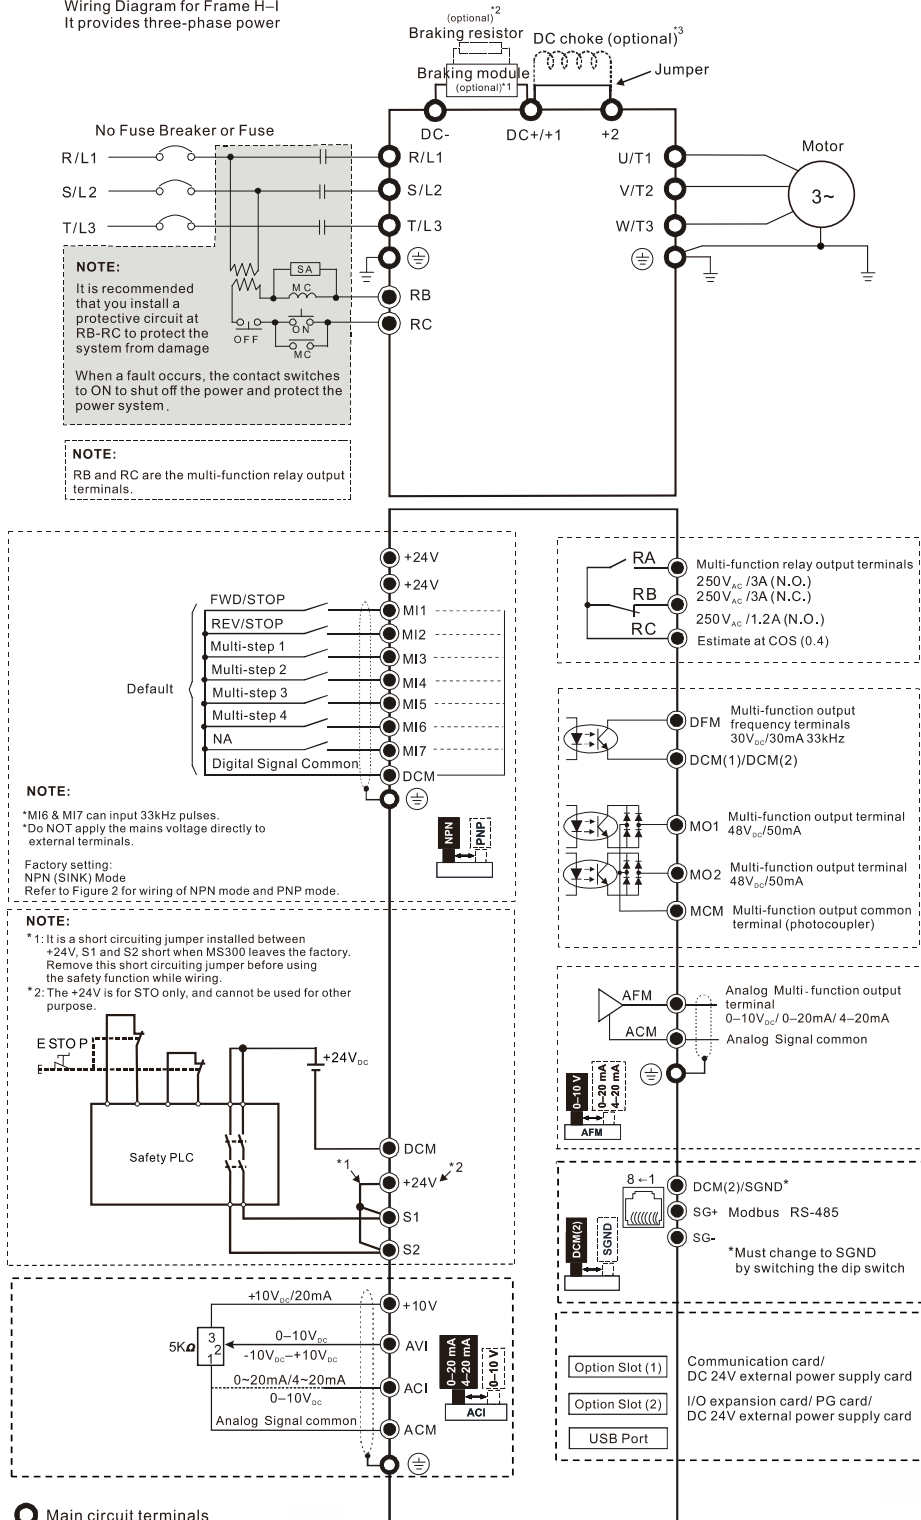 Wiring Diagram for Frame H–I
It provides three-phase power
(optional)*2
Braking resistor
DC choke (optional)*3
Braking module
(optional)*1
Jumper
DC-
DC+/+1
+2
No Fuse Breaker or Fuse
R/L1
S/L2
T/L3
R/L1
S/L2
T/L3
RB
RC
U/T1
V/T2
W/T3
Motor
3~
NOTE:
It is recommended
that you install a
protective circuit at
RB-RC to protect the
system from damage
When a fault occurs, the contact switches
to ON to shut off the power and protect the
power system.
SA
MC
OFF
ON
MC
NOTE:
RB and RC are the multi-function relay output
terminals.
+24V
+24V
FWD/STOP
MI1
REV/STOP
MI2
Multi-step 1
MI3
Multi-step 2
MI4
Multi-step 3
MI5
Multi-step 4
MI6
NA
MI7
Digital Signal Common
DCM
Default
NOTE:
*MI6 & MI7 can input 33kHz pulses.
*Do NOT apply the mains voltage directly to
external terminals.
Factory setting:
NPN (SINK) Mode
Refer to Figure 2 for wiring of NPN mode and PNP mode.
NPN
PNP
RA
RB
RC
Multi-function relay output terminals
250VAC /3A (N.O.)
250VAC /3A (N.C.)
250VAC /1.2A (N.O.)
Estimate at COS (0.4)
DFM
Multi-function output
frequency terminals
30VDC/30mA 33kHz
DCM(1)/DCM(2)
MO1
Multi-function output terminal
48VDC/50mA
MO2
Multi-function output terminal
48VDC/50mA
MCM
Multi-function output common
terminal (photocoupler)
NOTE:
*1: It is a short circuiting jumper installed between
+24V, S1 and S2 short when MS300 leaves the factory.
Remove this short circuiting jumper before using
the safety function while wiring.
*2: The +24V is for STO only, and cannot be used for other
purpose.
E STOP
+24VDC
Safety PLC
DCM
*1
+24V
*2
S1
S2
AFM
ACM
Analog Multi-function output
terminal
0–10VDC/ 0–20mA/ 4–20mA
Analog Signal common
0–10 V
0–20 mA
4–20 mA
AFM
8 ←1
DCM(2)/SGND*
SG+
Modbus RS-485
SG-
*Must change to SGND
by switching the dip switch
DCM(2)
SGND
+10VDC/20mA
+10V
5KΩ
3
2
1
0–10VDC
-10VDC–+10VDC
AVI
0~20mA/4~20mA
0–10VDC
ACI
Analog Signal common
ACM
0–20 mA
4–20 mA
0–10 V
ACI
Option Slot (1)
Communication card/
DC 24V external power supply card
Option Slot (2)
I/O expansion card/ PG card/
DC 24V external power supply card
USB Port
Main circuit terminals